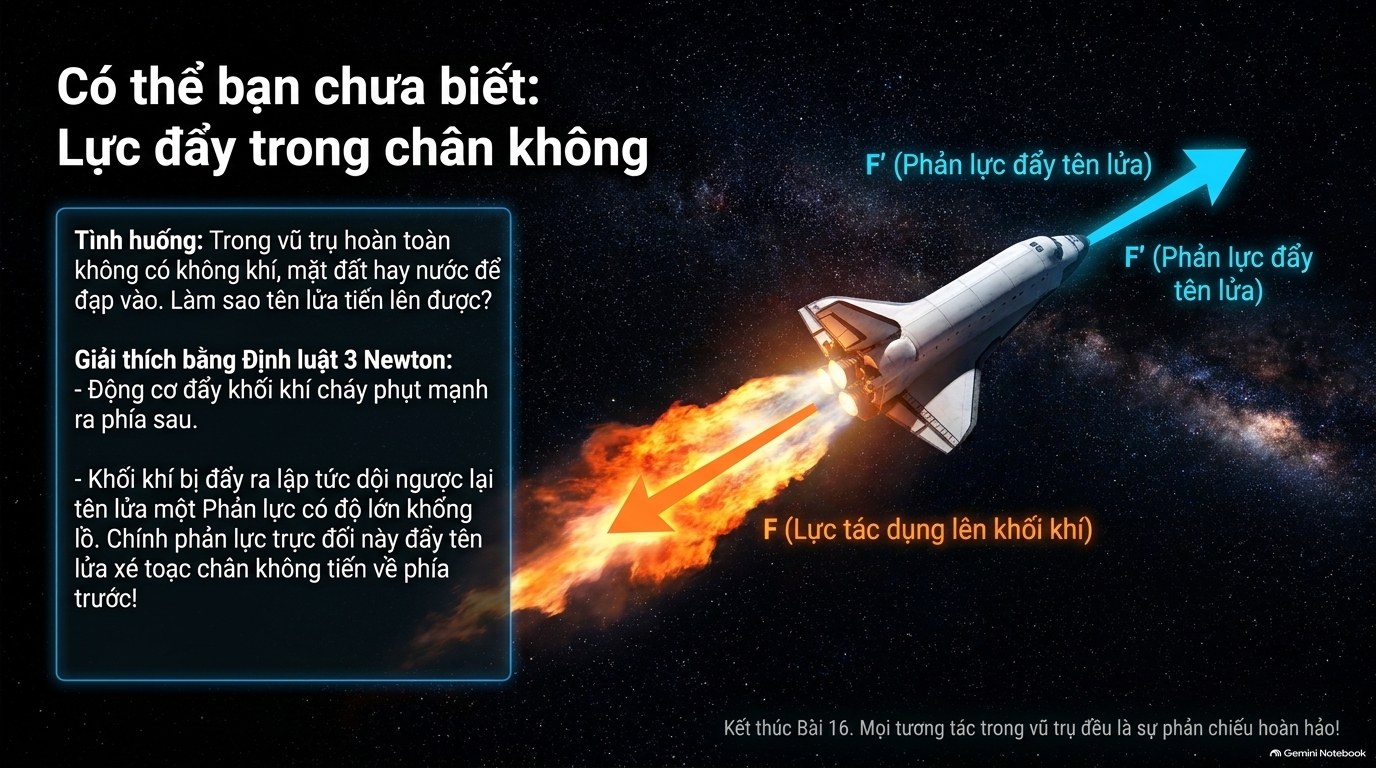 Có thể bạn chưa biết:
Lực đẩy trong chân không
Tình huống: Trong vũ trụ hoàn toàn
không có không khí, mặt đất hay nước để
đạp vào. Làm sao tên lửa tiến lên được?
Giải thích bằng Định luật 3 Newton:
- Động cơ đẩy khối khí cháy phụt mạnh
ra phía sau.
- Khối khí bị đẩy ra lập tức dội ngược lại
tên lửa một Phản lực có độ lớn khổng
lồ. Chính phản lực trực đối này đẩy tên
lửa xé toạc chân không tiến về phía
trước!
F' (Phản lực đẩy tên lửa)
F' (Phản lực đẩy
tên lửa)
F (Lực tác dụng lên khối khí)
Kết thúc Bài 16. Mọi tương tác trong vũ trụ đều là sự phản chiếu hoàn hảo!
Gemini Notebook